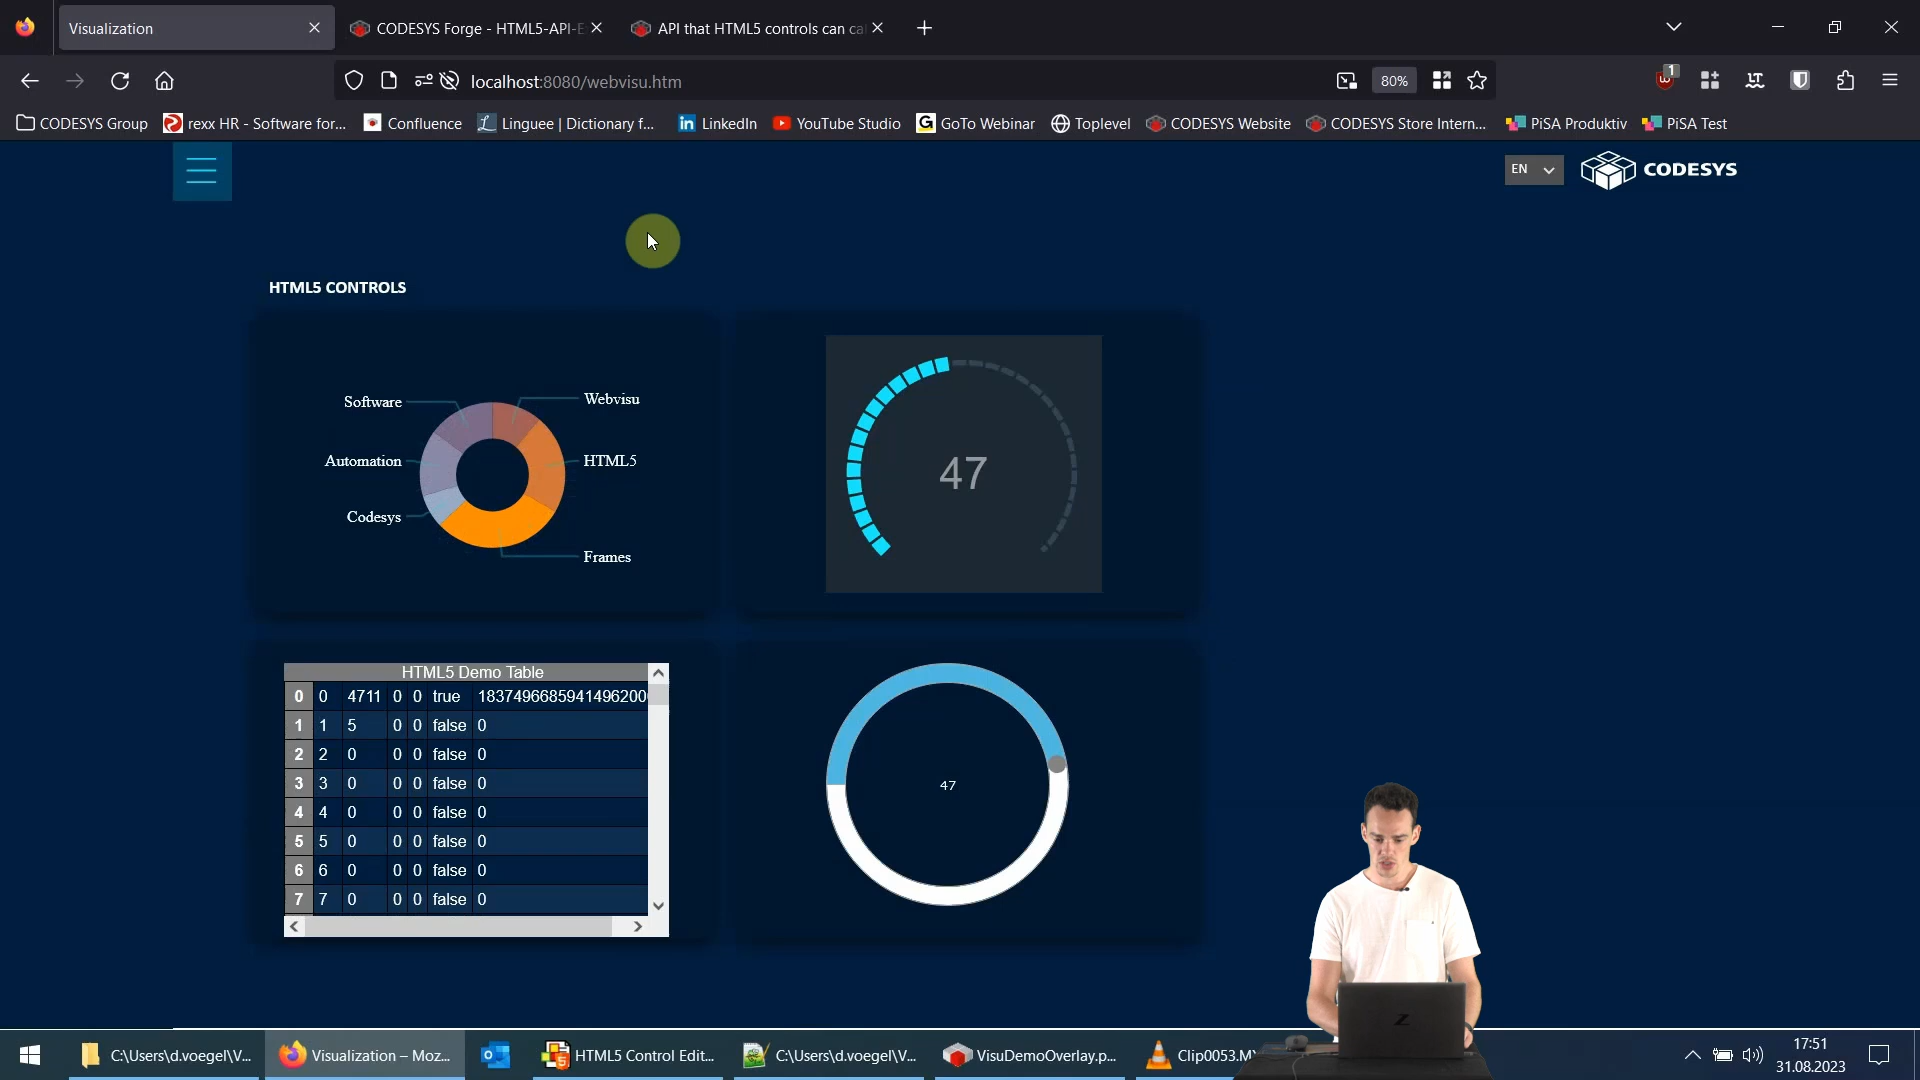 Visualization
CODESYS Forge - HTML5-API-E
API that HTML5 controls can ca
localhost:8080/webvisu.htm
80%
1
CODESYS Group
rexx HR - Software for...
Confluence
Linguee | Dictionary f...
LinkedIn
YouTube Studio
GoTo Webinar
Toplevel
CODESYS Website
CODESYS Store Intern...
PiSA Produktiv
PiSA Test
EN
CODESYS
HTML5 CONTROLS
Software
Webvisu
Automation
HTML5
Codesys
Frames
47
HTML5 Demo Table
0 0 4711 0 0 true 1837496685941496200
1 1 5 0 0 false 0
2 2 0 0 0 false 0
3 3 0 0 0 false 0
4 4 0 0 0 false 0
5 5 0 0 0 false 0
6 6 0 0 0 false 0
7 7 0 0 0 false 0
47
C:\Users\d.voegel\V...
Visualization – Moz...
HTML5 Control Edit...
C:\Users\d.voegel\V...
VisuDemoOverlay.p...
Clip0053.M
17:51
31.08.2023